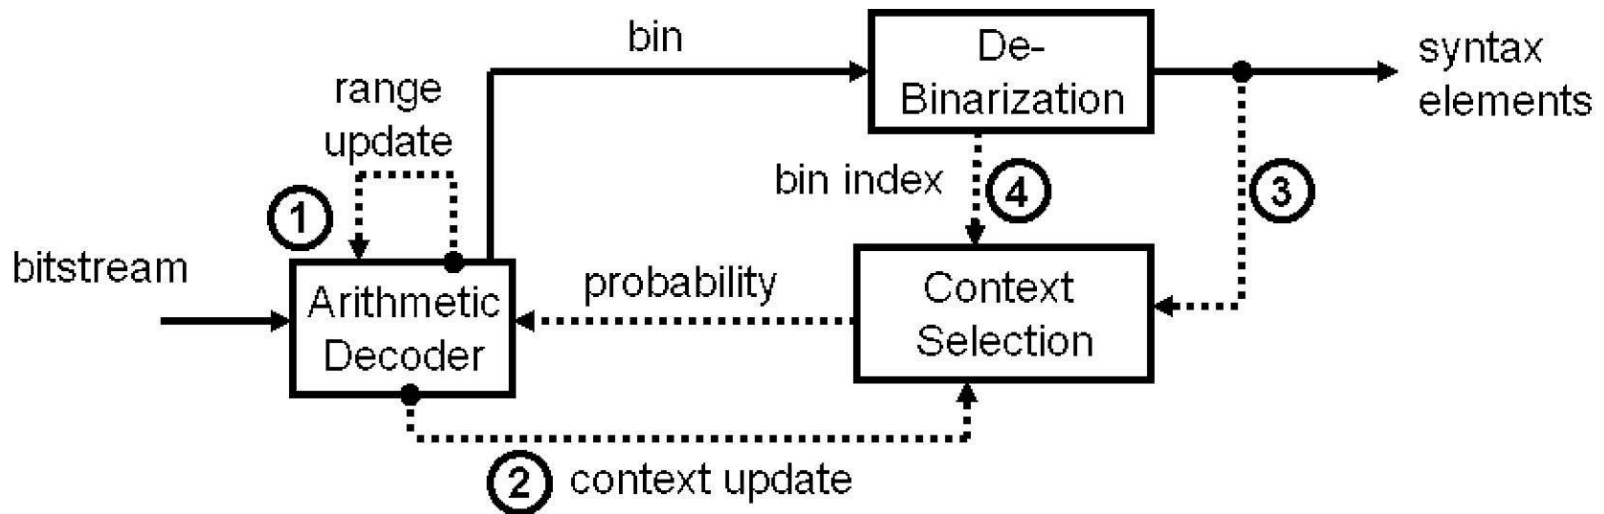 bin
De-
Binarization
syntax
elements
range
update
bin index
4
3
1
bitstream
Arithmetic
Decoder
probability
Context
Selection
2
context update